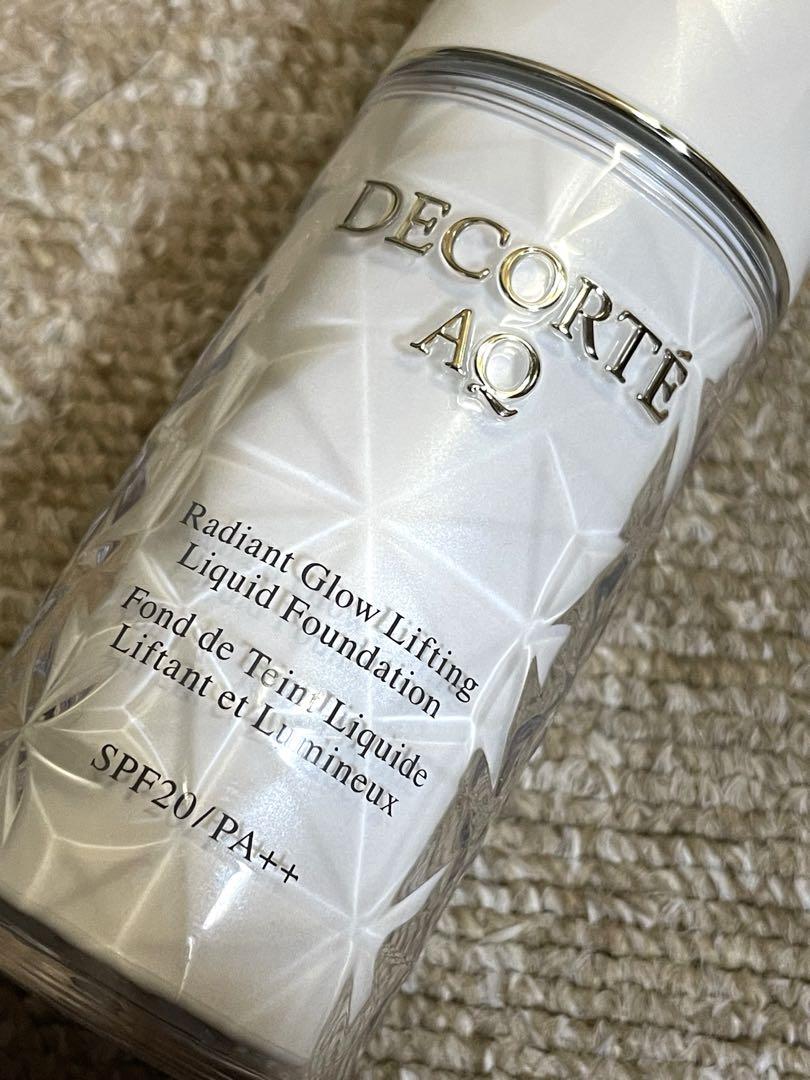 DECORTÉ
AQ
Radiant Glow Lifting
Liquid Foundation
Fond de Teint Liquide
Liftant et Lumineux
SPF20/PA++